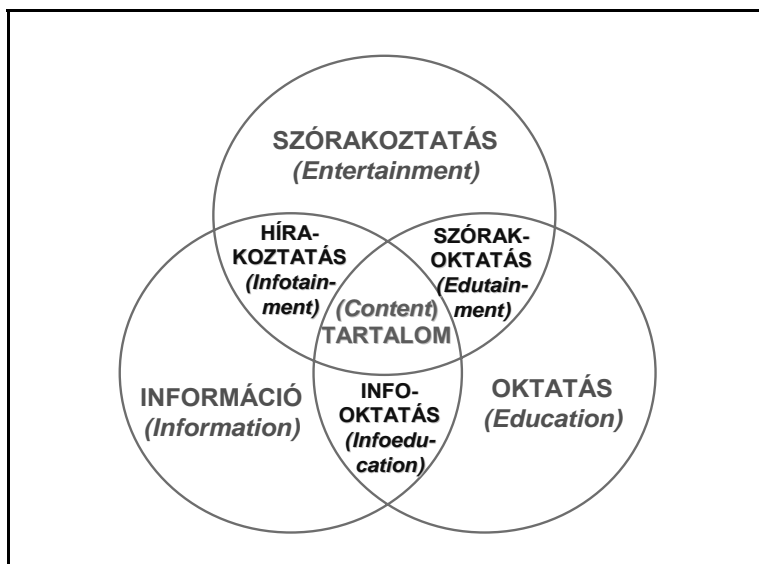 SZÓRAKOZTATÁS
(Entertainment)
HÍRA-
KOZTATÁS
(Infotain-
ment)
SZÓRAK-
OKTATÁS
(Edutain-
ment)
(Content)
TARTALOM
INFORMÁCIÓ
(Information)
INFO-
OKTATÁS
(Infoedu-
cation)
OKTATÁS
(Education)